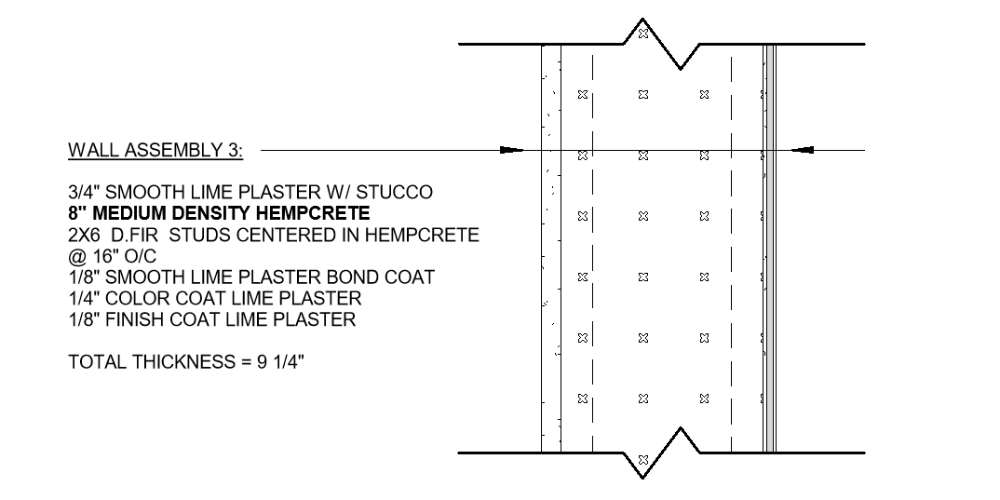 WALL ASSEMBLY 3:
3/4" SMOOTH LIME PLASTER W/ STUCCO
8" MEDIUM DENSITY HEMPCRETE
2X6 D.FIR STUDS CENTERED IN HEMPCRETE
@ 16" O/C
1/8" SMOOTH LIME PLASTER BOND COAT
1/4" COLOR COAT LIME PLASTER
1/8" FINISH COAT LIME PLASTER
TOTAL THICKNESS = 9 1/4"